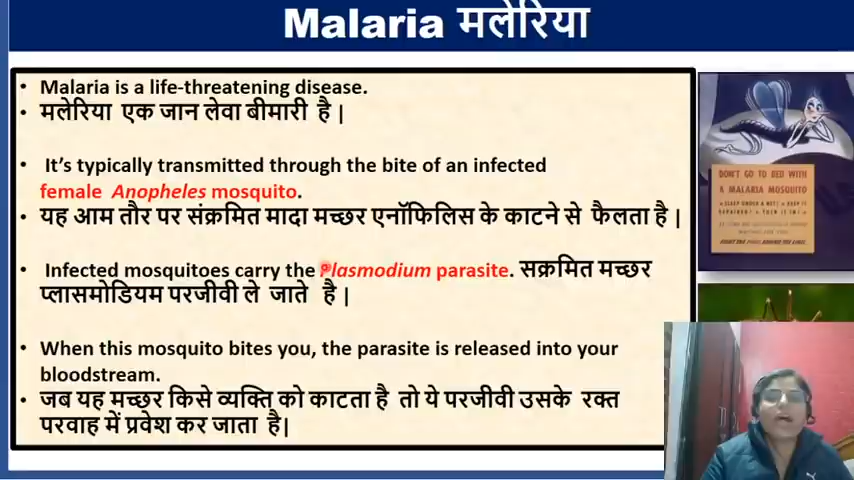 Malaria मलेरिया
• Malaria is a life-threatening disease.
• मलेरिया एक जान लेवा बीमारी है |
• It's typically transmitted through the bite of an infected
female Anopheles mosquito.
• यह आम तौर पर संक्रमित मादा मच्छर एनॉफिलिस के काटने से फैलता है |
• Infected mosquitoes carry the Plasmodium parasite. सक्रमित मच्छर
प्लासमोडियम परजीवी ले जाते है |
• When this mosquito bites you, the parasite is released into your
bloodstream.
• जब यह मच्छर किसे व्यक्ति को काटता है तो ये परजीवी उसके रक्त
परवाह में प्रवेश कर जाता है|
DON'T GO TO BED WITH
A MALARIA MOSQUITO